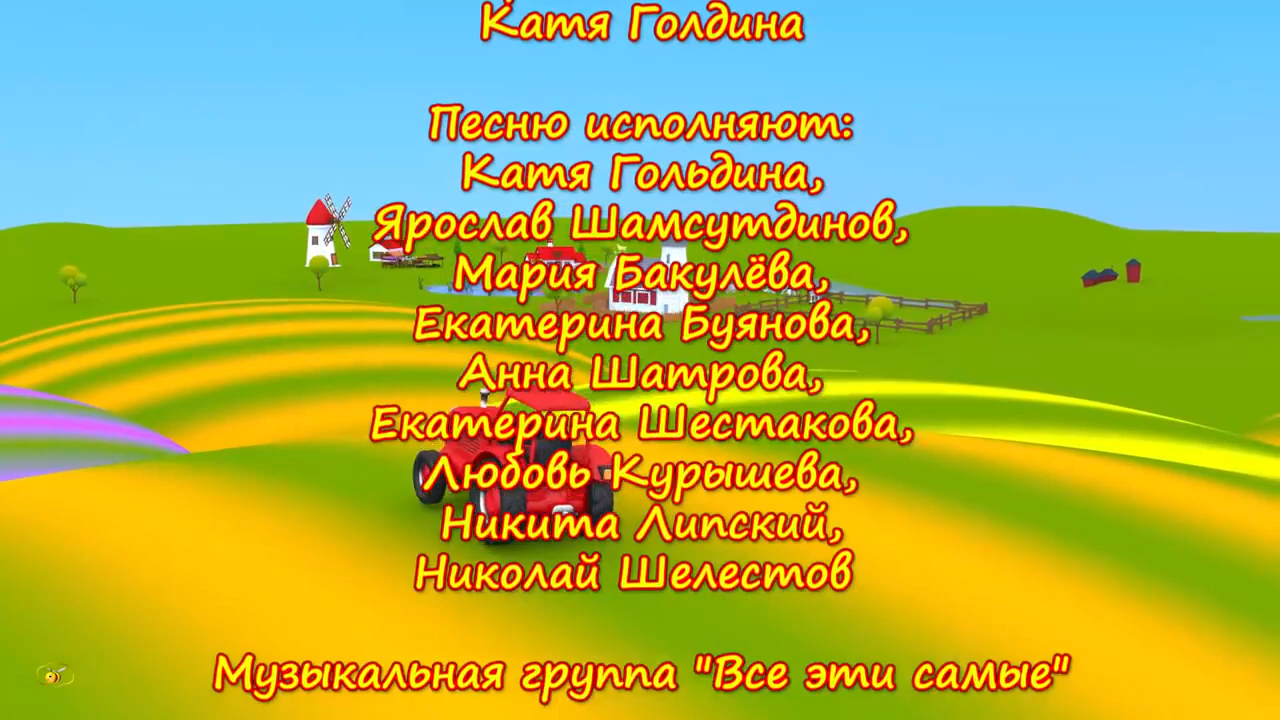 Катя Голдина
Песню исполняют:
Катя Гольдина,
Ярослав Шамсутдинов,
Мария Бакулёва,
Екатерина Буянова,
Анна Шатрова,
Екатерина Шестакова,
Любовь Курышева,
Никита Липский,
Николай Шелестов
Музыкальная группа "Все эти самые"